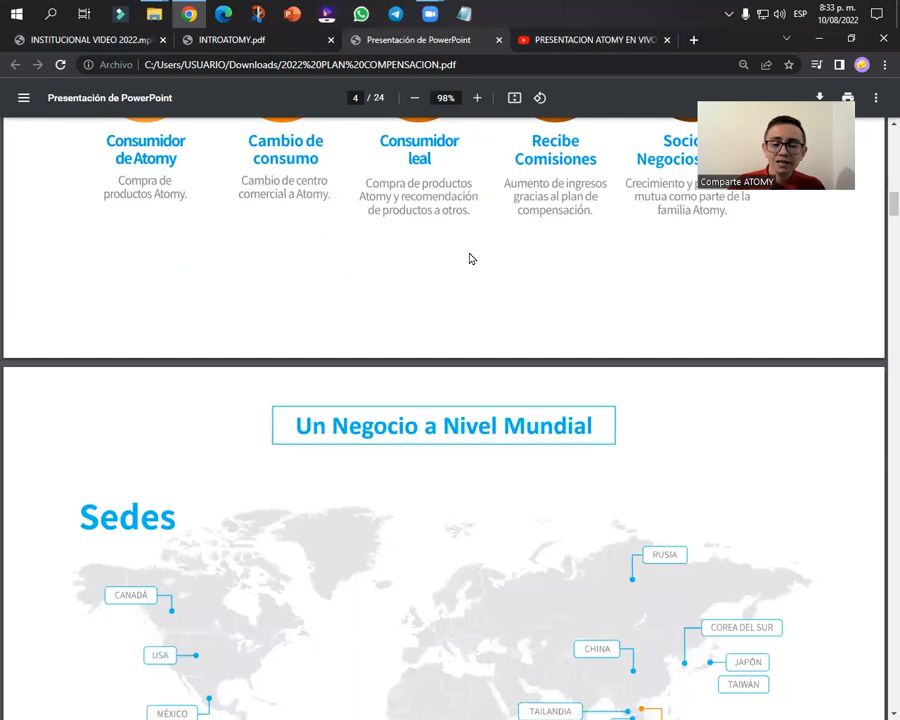 8:33 p. m.
ESP
10/08/2022
INSTITUCIONAL VIDEO 2022.mp
INTROATOMY.pdf
Presentación de PowerPoint
PRESENTACION ATOMY EN VIVO
Archivo
C:/Users/USUARIO/Downloads/2022%20PLAN%20COMPENSACION.pdf
Presentación de PowerPoint
4 / 24
98%
Comparte ATOMY
Consumidor
de Atomy
Compra de
productos Atomy.
Cambio de
consumo
Cambio de centro
comercial a Atomy.
Consumidor
leal
Compra de productos
Atomy y recomendación
de productos a otros.
Recibe
Comisiones
Aumento de ingresos
gracias al plan de
compensación.
Socio
Negocios
Crecimiento y
mutua como parte de la
familia Atomy.
Un Negocio a Nivel Mundial
Sedes
RUSIA
CANADÁ
COREA DEL SUR
CHINA
USA
JAPÓN
TAIWÁN
MÉXICO
TAILANDIA